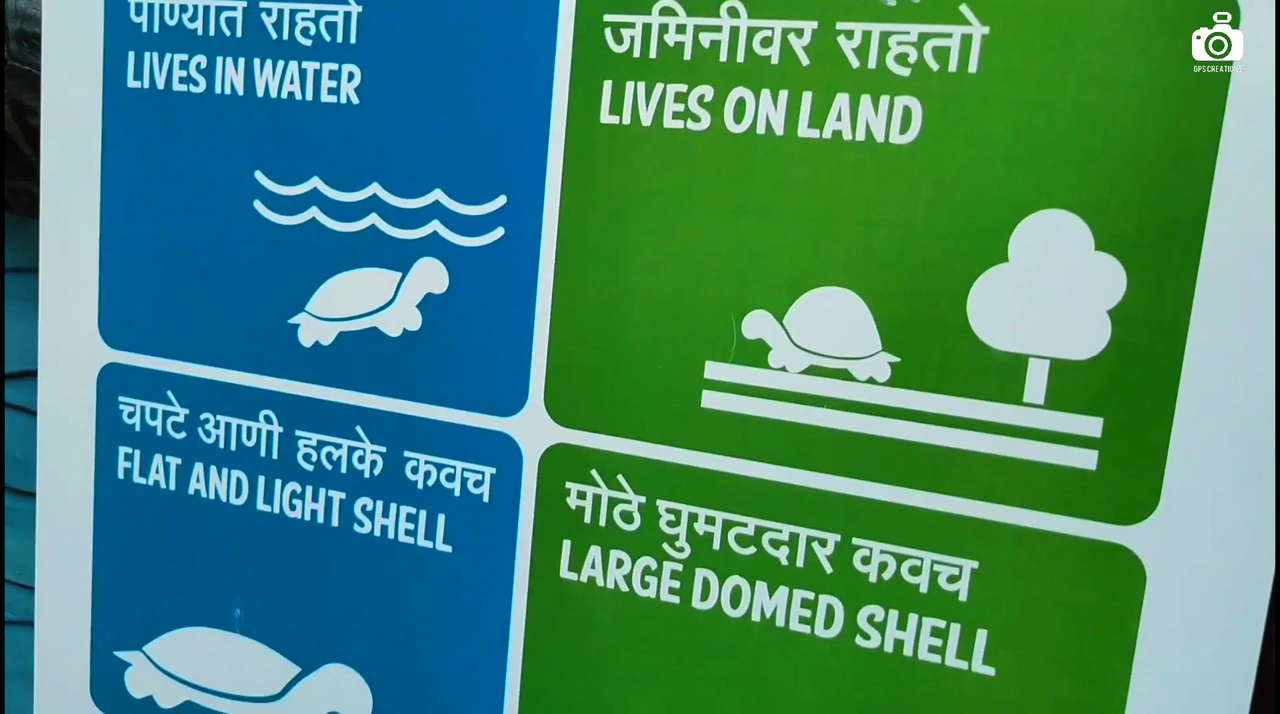 पाण्यात राहतो
LIVES IN WATER
जमिनीवर राहतो
LIVES ON LAND
चपटे आणी हलके कवच
FLAT AND LIGHT SHELL
मोठे घुमटदार कवच
LARGE DOMED SHELL
GPSCREATIONS